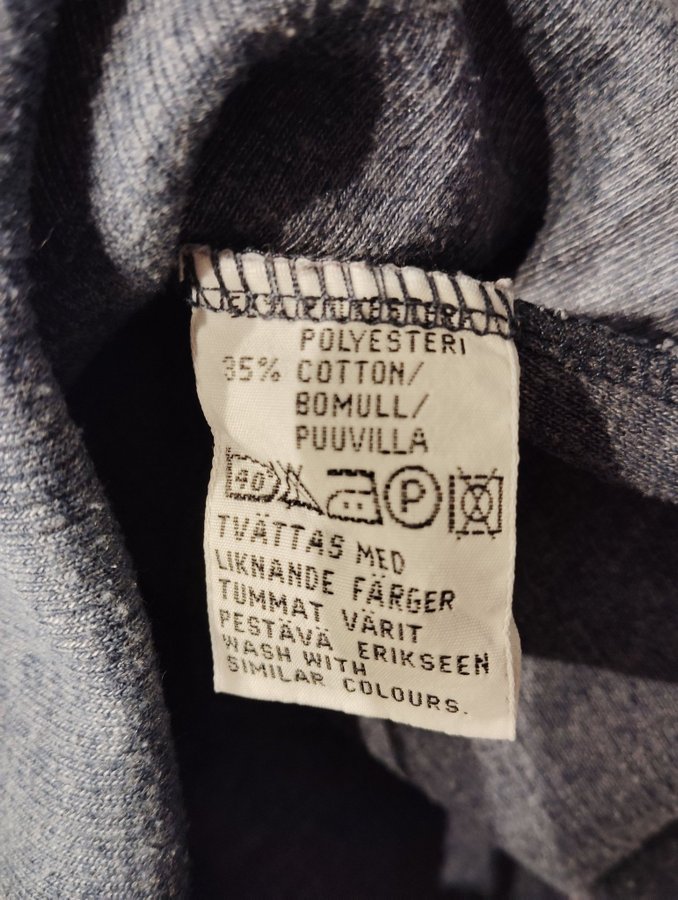 POLYESTERI
35% COTTON/
BOMULL/
PUUVILLA
40 P
TVÄTTAS MED
LIKNANDE FÄRGER
TUMMAT VÄRIT
PESTÄVÄ ERIKSEEN
WASH WITH
SIMILAR COLOURS.